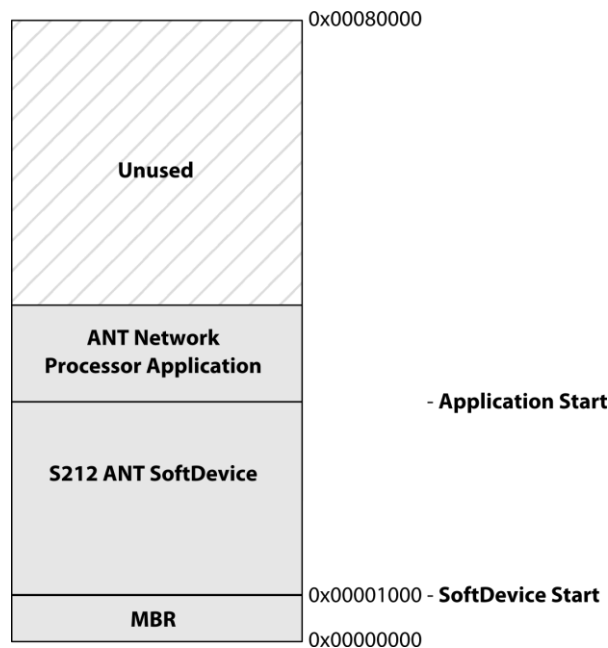 0x00080000
Unused
ANT Network
Processor Application
- Application Start
S212 ANT SoftDevice
0x00001000 - SoftDevice Start
MBR
0x00000000